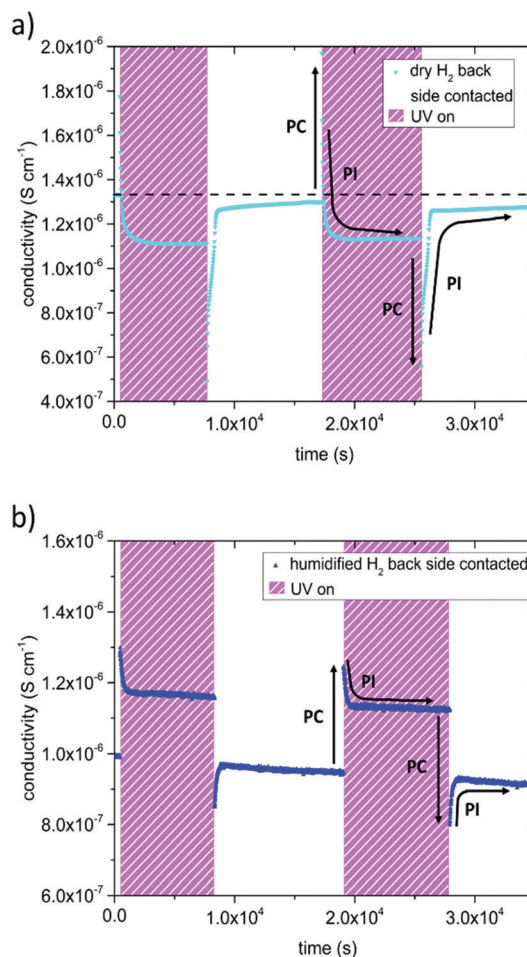 a)
2.0x10⁻⁶
1.8x10⁻⁶
1.6x10⁻⁶
1.4x10⁻⁶
1.2x10⁻⁶
1.0x10⁻⁶
8.0x10⁻⁷
6.0x10⁻⁷
4.0x10⁻⁷
conductivity (S cm⁻¹)
dry H₂ back
side contacted
UV on
PC
PI
PC
PI
0.0
1.0x10⁴
2.0x10⁴
3.0x10⁴
time (s)
b)
1.6x10⁻⁶
1.4x10⁻⁶
1.2x10⁻⁶
1.0x10⁻⁶
8.0x10⁻⁷
6.0x10⁻⁷
conductivity (S cm⁻¹)
humidified H₂ back side contacted
UV on
PC
PI
PC
PI
0.0
1.0x10⁴
2.0x10⁴
3.0x10⁴
time (s)